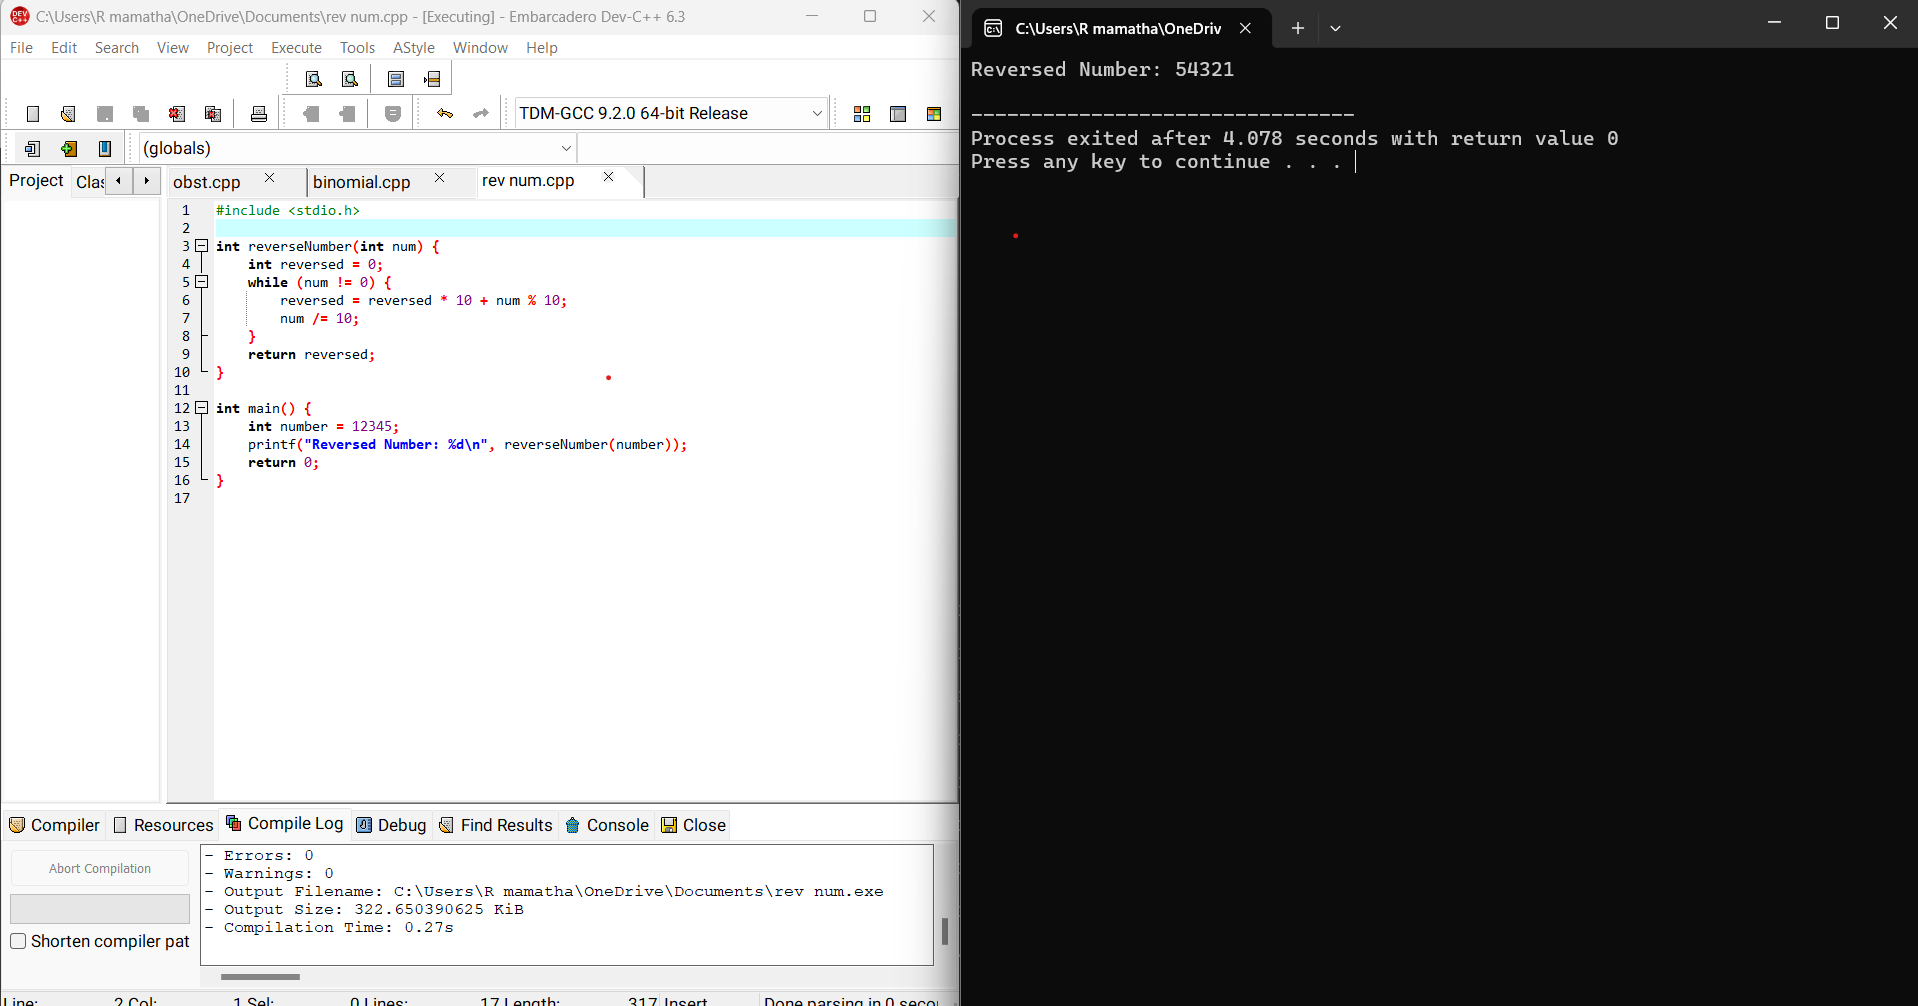 C:\Users\R mamatha\OneDrive\Documents\rev num.cpp - [Executing] - Embarcadero Dev-C++ 6.3
File Edit Search View Project Execute Tools AStyle Window Help
TDM-GCC 9.2.0 64-bit Release
(globals)
Project Clas
obst.cpp binomial.cpp rev num.cpp
1 #include <stdio.h>
2
3 int reverseNumber(int num) {
4 int reversed = 0;
5 while (num != 0) {
6 reversed = reversed * 10 + num % 10;
7 num /= 10;
8 }
9 return reversed;
10 }
11
12 int main() {
13 int number = 12345;
14 printf("Reversed Number: %d\n", reverseNumber(number));
15 return 0;
16 }
17
Compiler Resources Compile Log Debug Find Results Console Close
Abort Compilation
Shorten compiler pat
- Errors: 0
- Warnings: 0
- Output Filename: C:\Users\R mamatha\OneDrive\Documents\rev num.exe
- Output Size: 322.650390625 KiB
- Compilation Time: 0.27s
Line: 2 Col: 1 Sel: 0 Lines: 17 Length: 317 Insert Done parsing in 0 seco
C:\Users\R mamatha\OneDriv
Reversed Number: 54321
--------------------------------
Process exited after 4.078 seconds with return value 0
Press any key to continue . . .